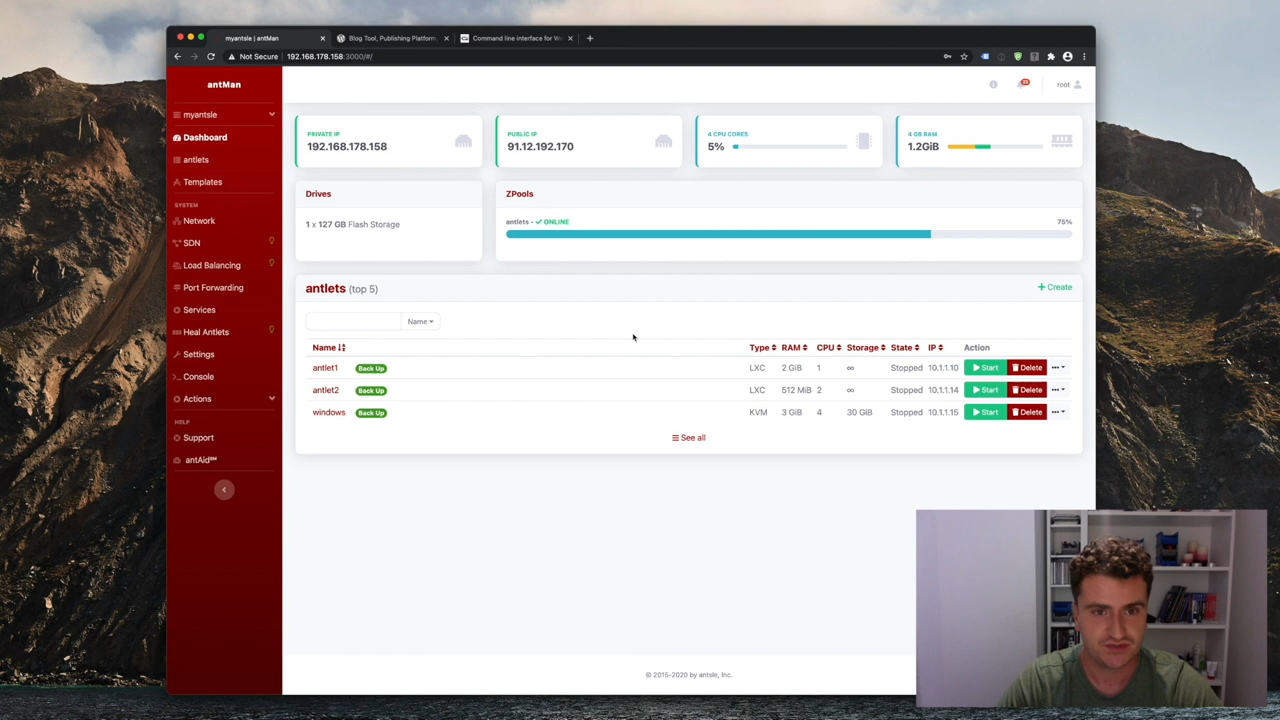 myantsle | antMan
Blog Tool, Publishing Platform,
Command line interface for W
Not Secure
192.168.178.158:3000/#/
antMan
myantsle
Dashboard
antlets
Templates
SYSTEM
Network
SDN
Load Balancing
Port Forwarding
Services
Heal Antlets
Settings
Console
Actions
HELP
Support
antAid℠
root
PRIVATE IP
192.168.178.158
PUBLIC IP
91.12.192.170
4 CPU CORES
5%
4 GB RAM
1.2GiB
Drives
1 x 127 GB Flash Storage
ZPools
antlets - ✓ ONLINE
75%
antlets (top 5)
+ Create
Name
Name Type RAM CPU Storage State IP Action
antlet1 Back Up LXC 2 GiB 1 ∞ Stopped 10.1.1.10 Start Delete
antlet2 Back Up LXC 512 MiB 2 ∞ Stopped 10.1.1.14 Start Delete
windows Back Up KVM 3 GiB 4 30 GiB Stopped 10.1.1.15 Start Delete
See all
© 2015-2020 by antsle, Inc.